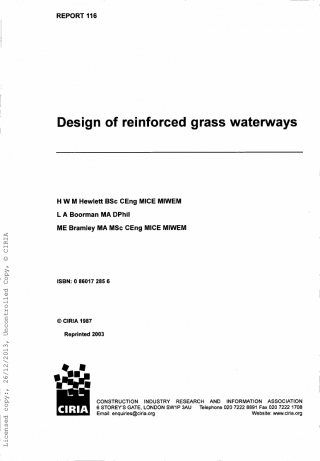 REPORT 116
Design of reinforced grass waterways
H W M Hewlett BSc CEng MICE MIWEM
L A Boorman MA DPhil
ME Bramley MA MSc CEng MICE MIWEM
ISBN: 0 86017 285 6
© CIRIA 1987
Reprinted 2003
CIRIA
CONSTRUCTION INDUSTRY RESEARCH AND INFORMATION ASSOCIATION
6 STOREY'S GATE, LONDON SW1P 3AU Telephone 020 7222 8891 Fax 020 7222 1708
Email: enquiries@ciria.org Website: www.ciria.org
Licensed copy:, 26/12/2013, Uncontrolled Copy, © CIRIA